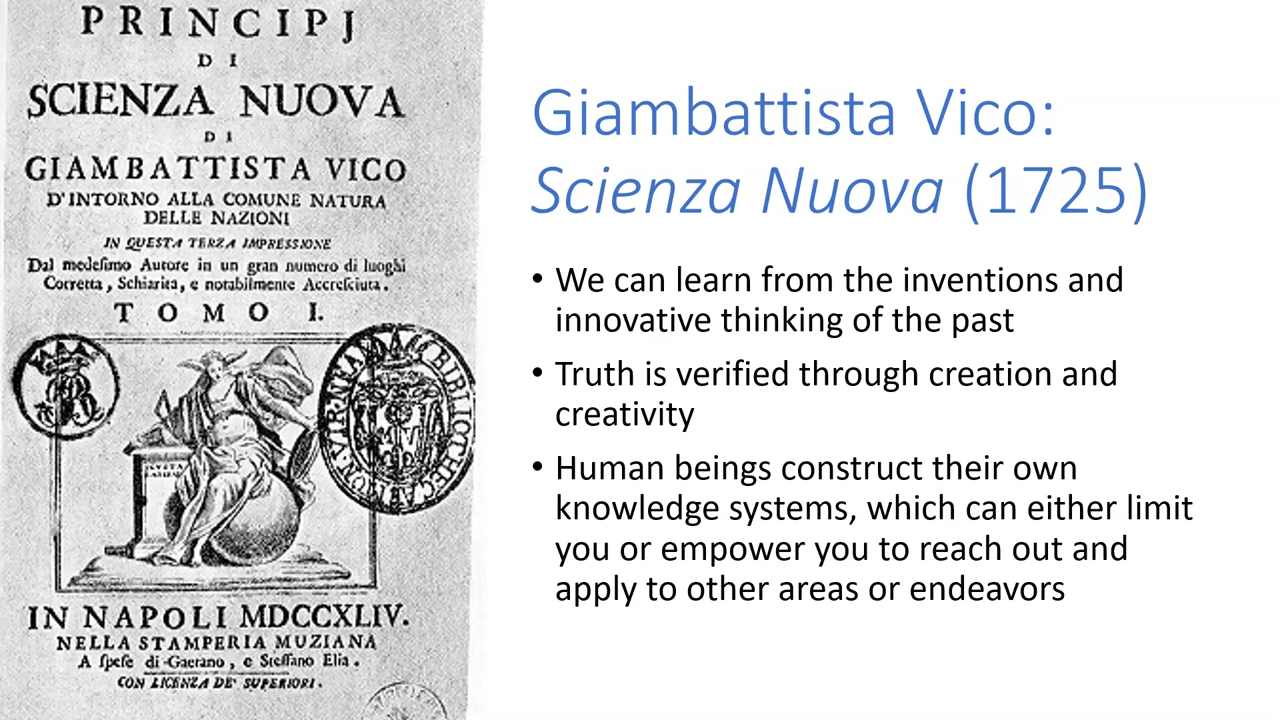 PRINCIPJ
DI
SCIENZA NUOVA
DI
GIAMBATTISTA VICO
D'INTORNO ALLA COMUNE NATURA
DELLE NAZIONI
IN QUESTA TERZA IMPRESSIONE
Dal medesimo Autore in un gran numero di luoghi
Corretta, Schiarita, e notabilmente Accresciuta.
TOMO I.
IN NAPOLI MDCCXLIV.
NELLA STAMPERIA MUZIANA
A spese di Gaetano, e Steffano Elia.
CON LICENZA DE' SUPERIORI.
Giambattista Vico:
Scienza Nuova (1725)
• We can learn from the inventions and
innovative thinking of the past
• Truth is verified through creation and
creativity
• Human beings construct their own
knowledge systems, which can either limit
you or empower you to reach out and
apply to other areas or endeavors